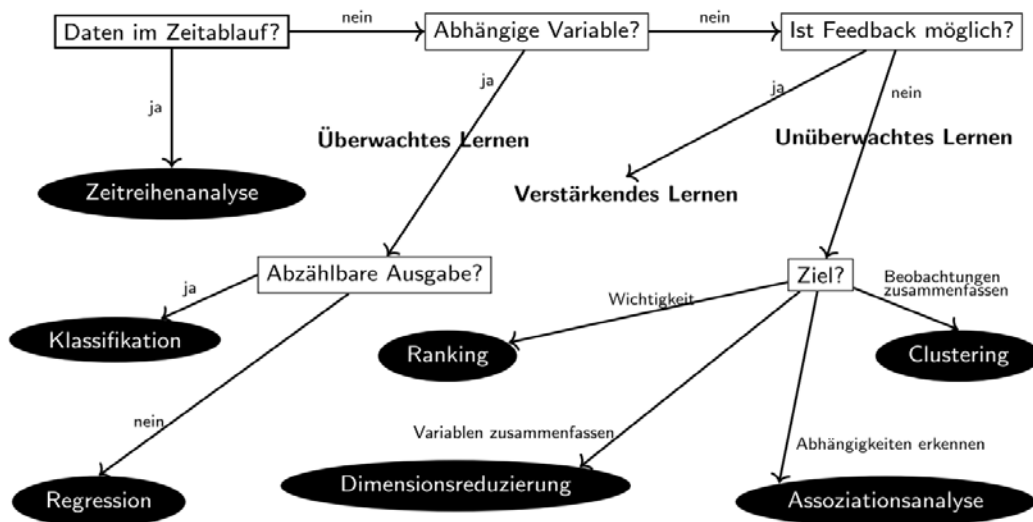 Daten im Zeitablauf?
nein
Abhängige Variable?
nein
Ist Feedback möglich?
ja
ja
ja
nein
Überwachtes Lernen
Unüberwachtes Lernen
Zeitreihenanalyse
Verstärkendes Lernen
Abzählbare Ausgabe?
Ziel?
Beobachtungen
zusammenfassen
ja
Wichtigkeit
Klassifikation
Ranking
Clustering
nein
Variablen zusammenfassen
Abhängigkeiten erkennen
Regression
Dimensionsreduzierung
Assoziationsanalyse